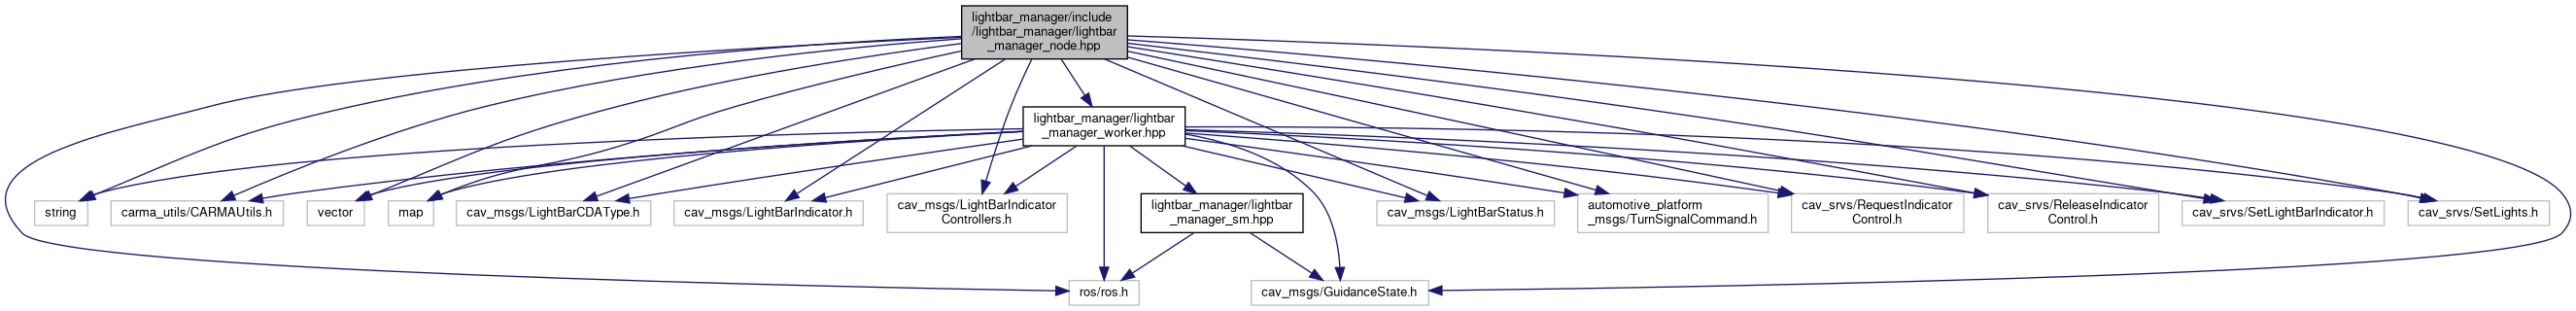 lightbar_manager/include
/lightbar_manager/lightbar
_manager_node.hpp
lightbar_manager/lightbar
_manager_worker.hpp
string
carma_utils/CARMAUtils.h
vector
map
cav_msgs/LightBarCDAType.h
cav_msgs/LightBarIndicator.h
cav_msgs/LightBarIndicator
Controllers.h
lightbar_manager/lightbar
_manager_sm.hpp
cav_msgs/LightBarStatus.h
automotive_platform
_msgs/TurnSignalCommand.h
cav_srvs/RequestIndicator
Control.h
cav_srvs/ReleaseIndicator
Control.h
cav_srvs/SetLightBarIndicator.h
cav_srvs/SetLights.h
ros/ros.h
cav_msgs/GuidanceState.h